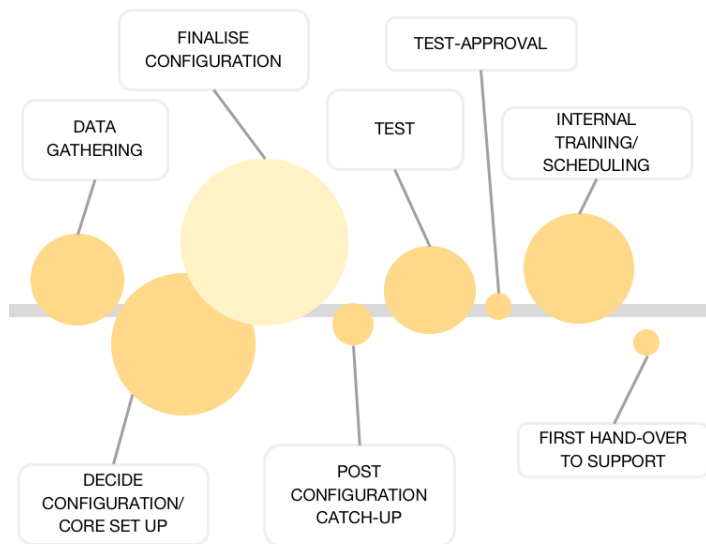 FINALISE
CONFIGURATION
TEST-APPROVAL
DATA
GATHERING
TEST
INTERNAL
TRAINING/
SCHEDULING
DECIDE
CONFIGURATION/
CORE SET UP
POST
CONFIGURATION
CATCH-UP
FIRST HAND-OVER
TO SUPPORT